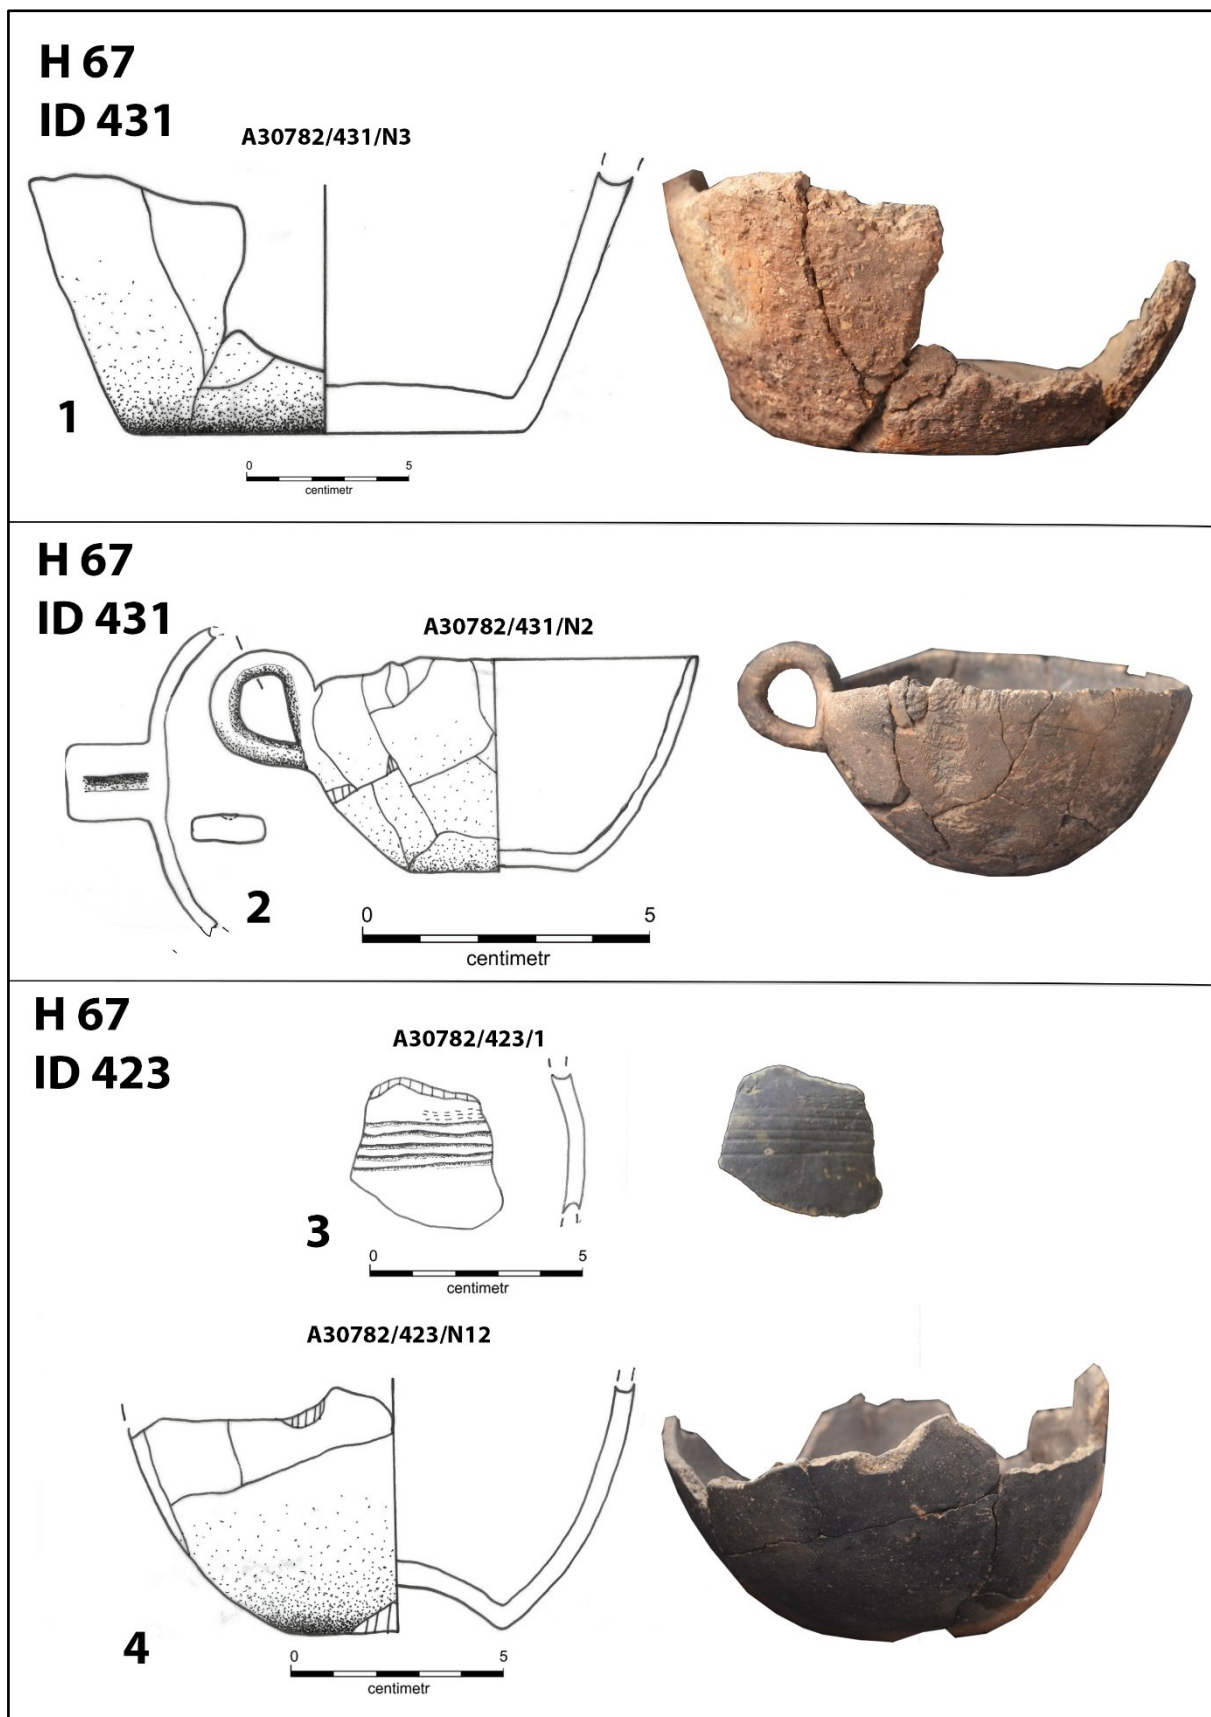 H 67
ID 431
A30782/431/N3
1
0 5
centimetr
H 67
ID 431
A30782/431/N2
2
0 5
centimetr
H 67
ID 423
A30782/423/1
3
0 5
centimetr
A30782/423/N12
4
0 5
centimetr